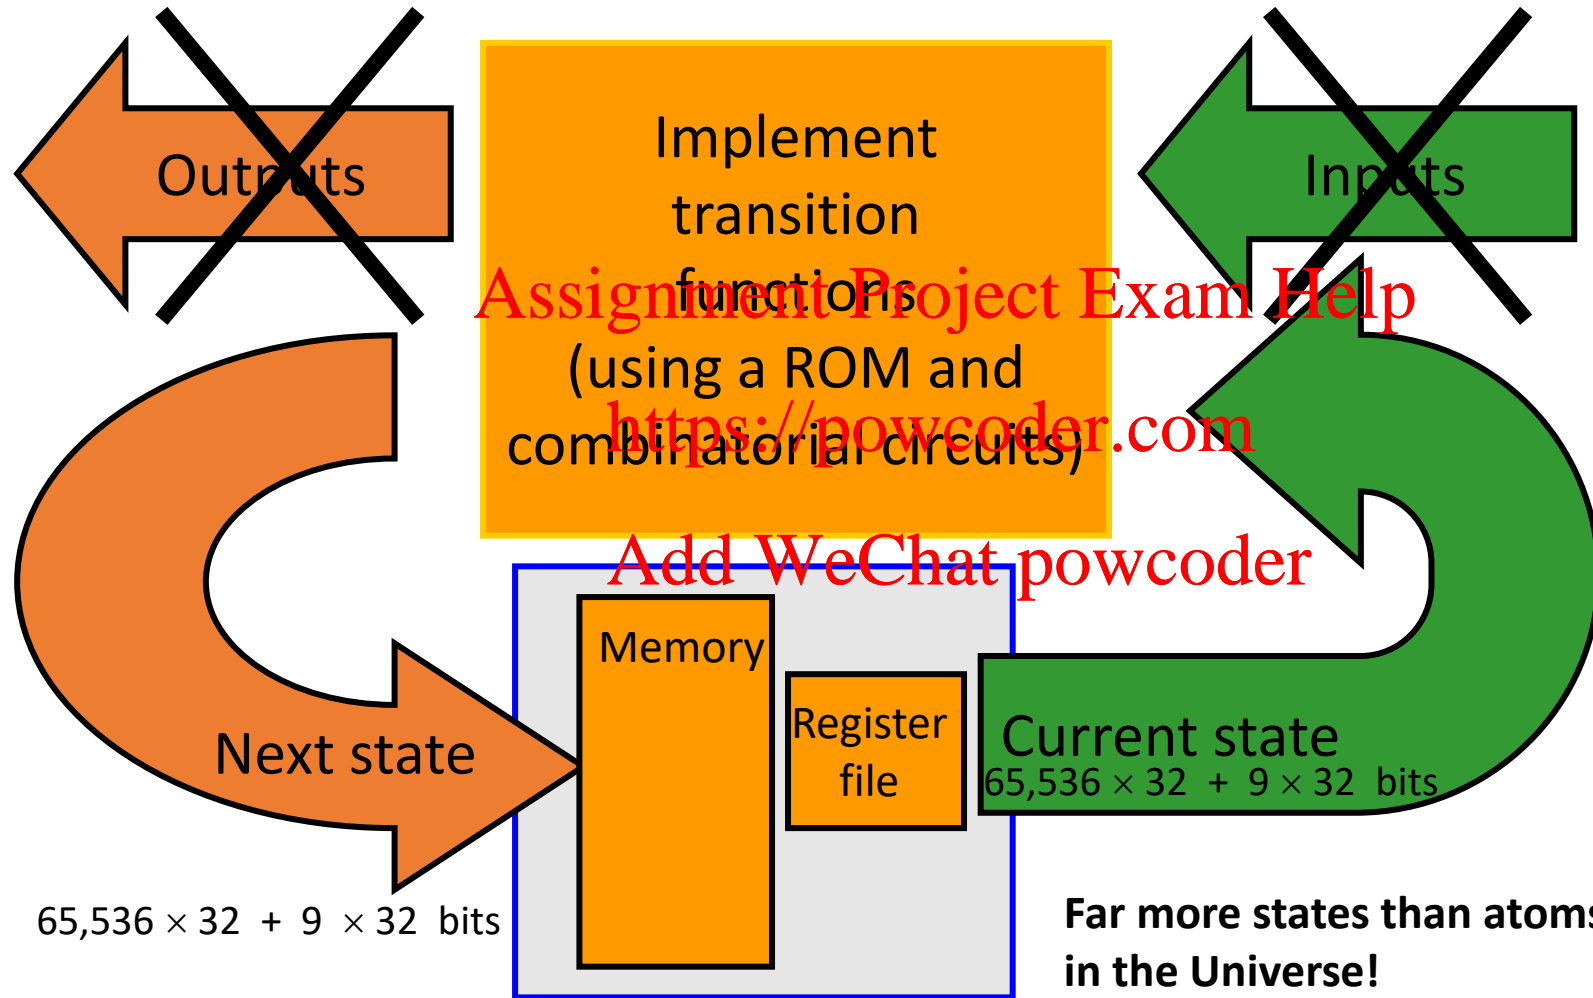 Outputs
Implement
transition
functions
(using a ROM and
combinatorial circuits)
Inputs
Assignment Project Exam Help
https://powcoder.com
Add WeChat powcoder
Memory
Register
file
Next state
Current state
65,536 × 32 + 9 × 32 bits
65,536 × 32 + 9 × 32 bits
Far more states than atoms
in the Universe!